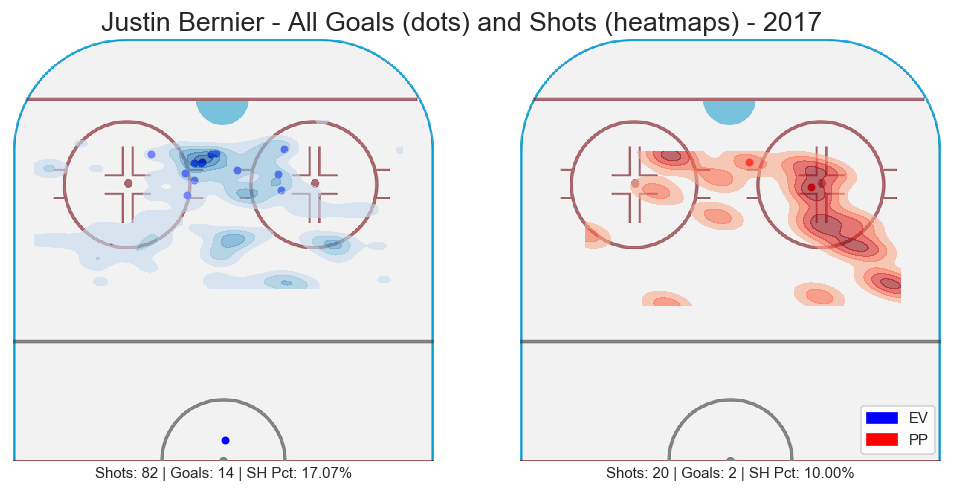 Justin Bernier - All Goals (dots) and Shots (heatmaps) - 2017
EV
PP
Shots: 82 | Goals: 14 | SH Pct: 17.07%
Shots: 20 | Goals: 2 | SH Pct: 10.00%